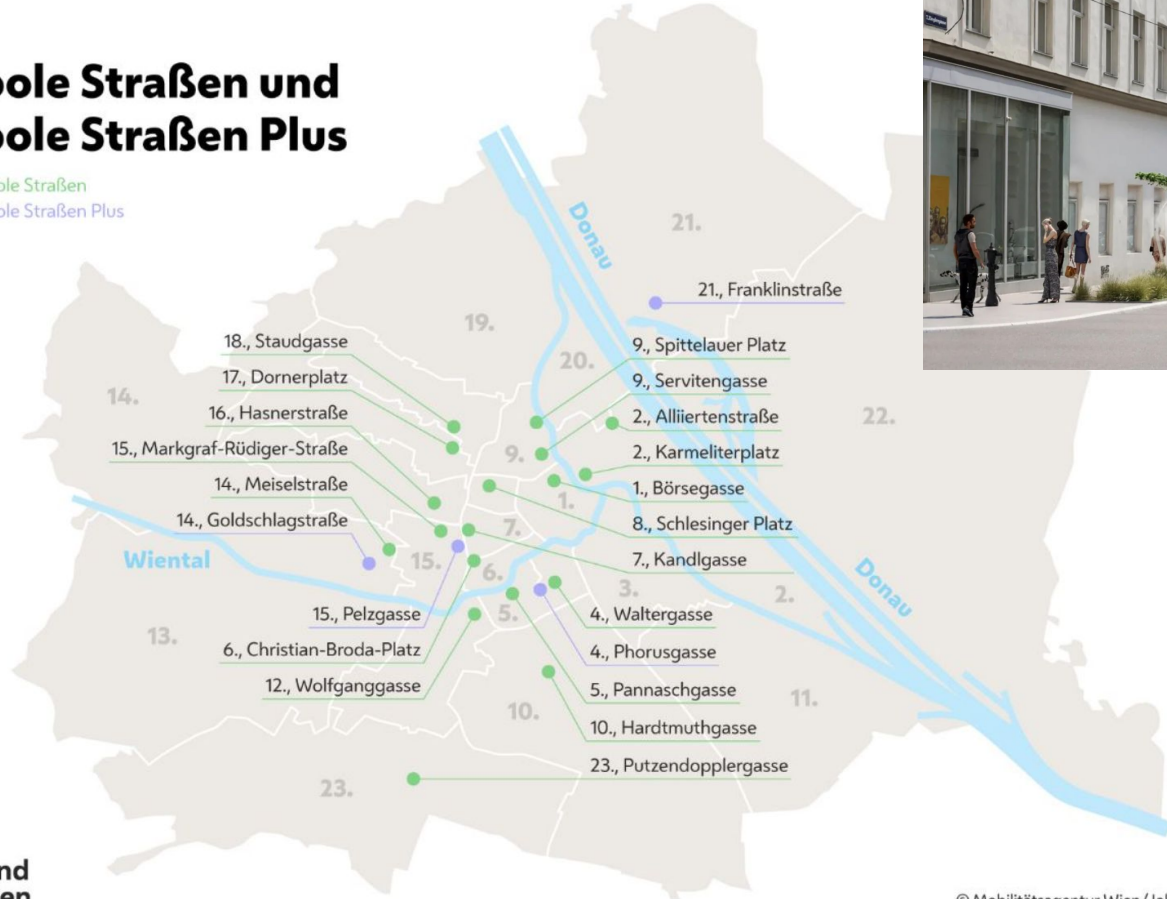 oole Straßen und
oole Straßen Plus
ole Straßen
ole Straßen Plus
21.
Donau
21., Franklinstraße
19.
18., Staudgasse
9., Spittelauer Platz
20.
17., Dornerplatz
9., Servitengasse
14.
16., Hasnerstraße
2., Alliiertenstraße
22.
15., Markgraf-Rüdiger-Straße
9.
2., Karmeliterplatz
14., Meiselstraße
1., Börsegasse
1.
14., Goldschlagstraße
8., Schlesinger Platz
7.
Wiental
15.
7., Kandlgasse
6.
Donau
3.
2.
15., Pelzgasse
5.
4., Waltergasse
13.
6., Christian-Broda-Platz
4., Phorusgasse
12., Wolfganggasse
5., Pannaschgasse
11.
10.
10., Hardtmuthgasse
23., Putzendopplergasse
23.
nd
en